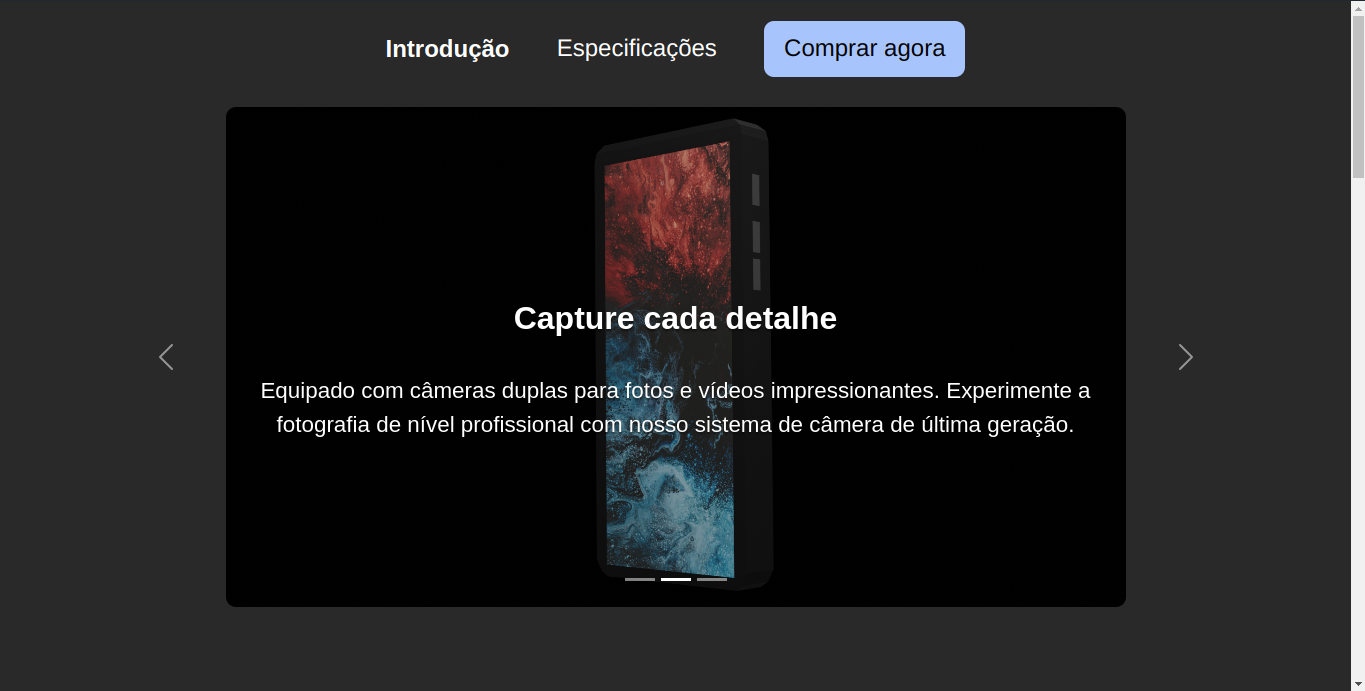 Introdução
Especificações
Comprar agora
Capture cada detalhe
Equipado com câmeras duplas para fotos e vídeos impressionantes. Experimente a
fotografia de nível profissional com nosso sistema de câmera de última geração.